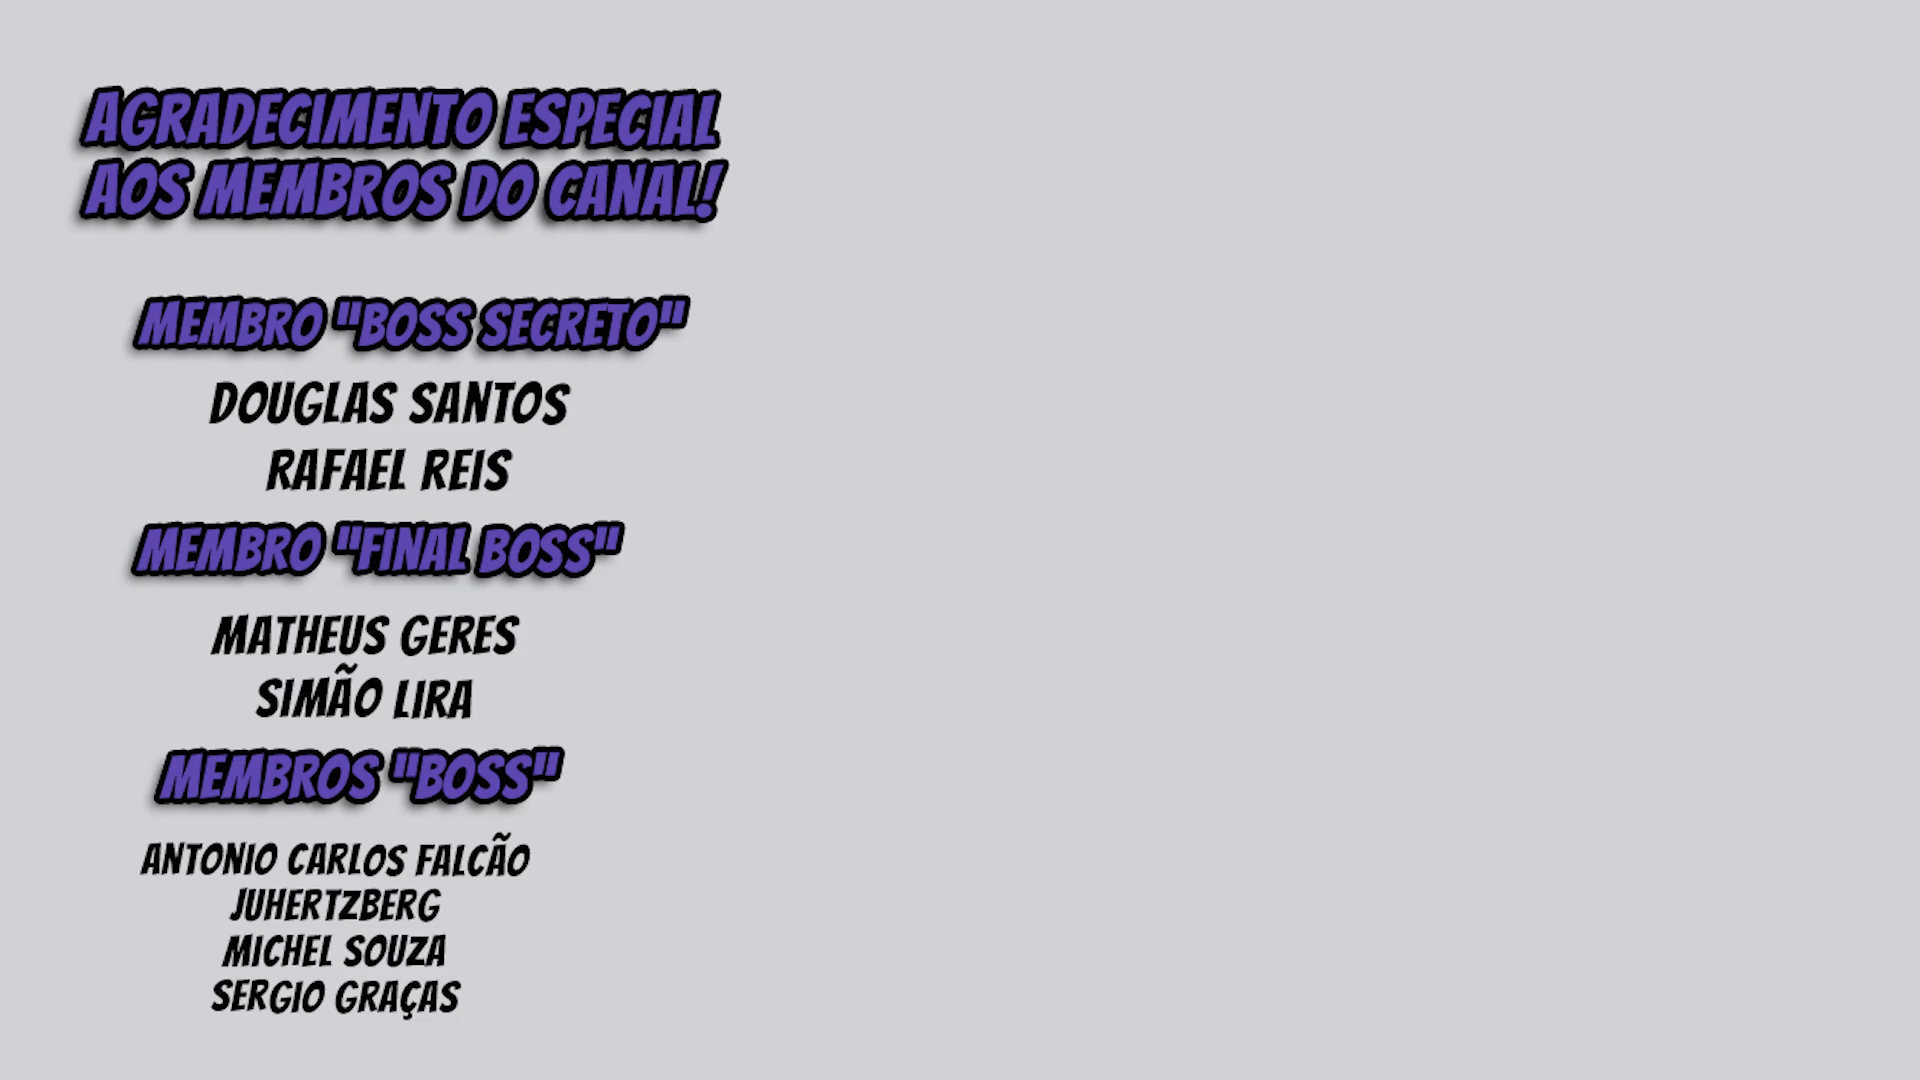 AGRADECIMENTO ESPECIAL
AOS MEMBROS DO CANAL!
MEMBRO "BOSS SECRETO"
DOUGLAS SANTOS
RAFAEL REIS
MEMBRO "FINAL BOSS"
MATHEUS GERES
SIMÃO LIRA
MEMBROS "BOSS"
ANTONIO CARLOS FALCÃO
JUHERTZBERG
MICHEL SOUZA
SERGIO GRAÇAS